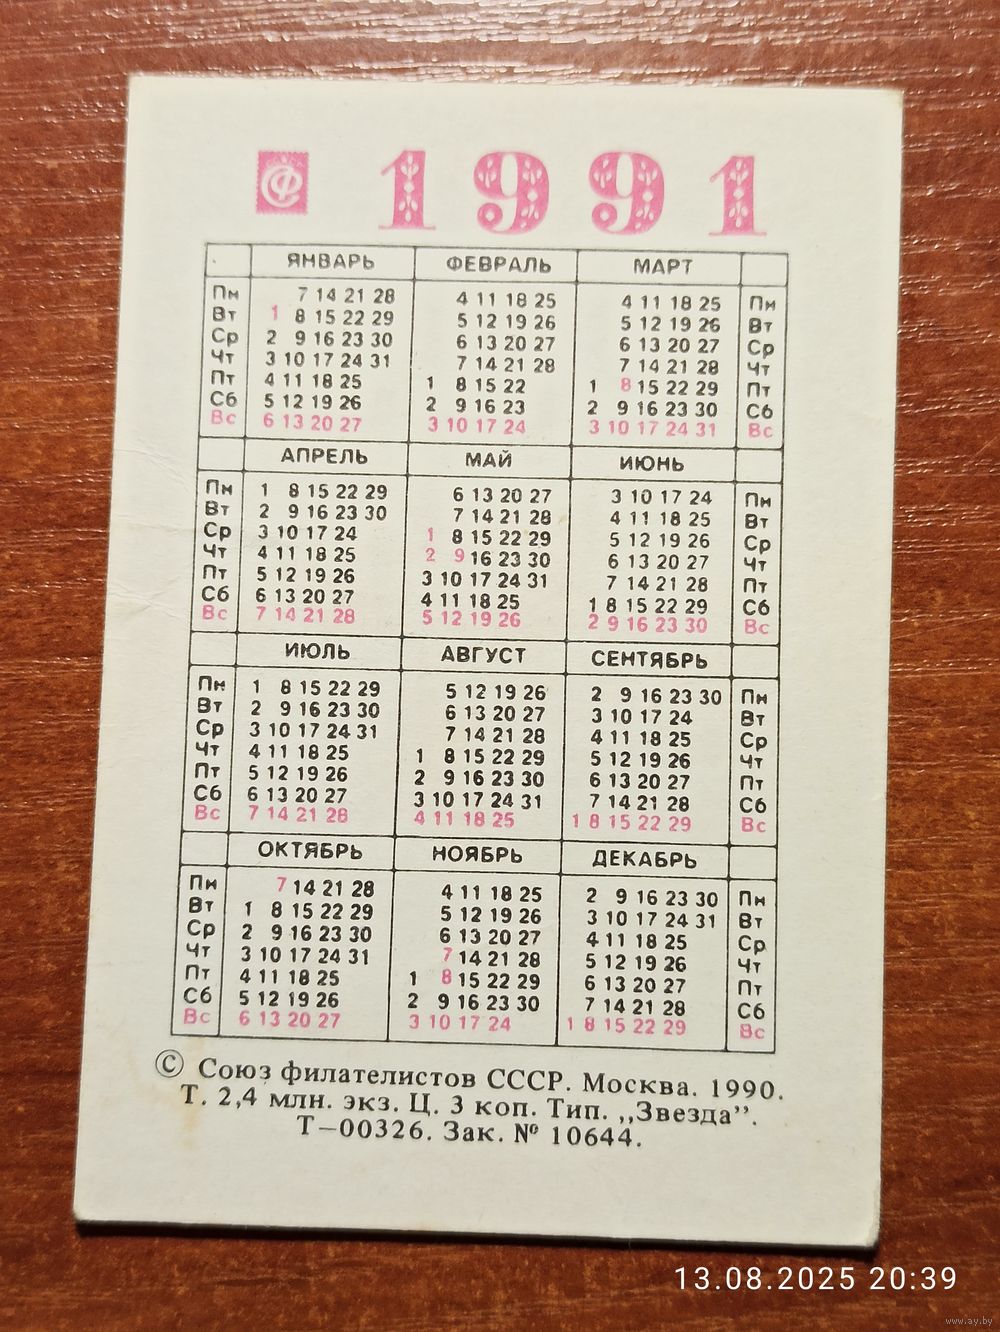 1991
ЯНВАРЬ ФЕВРАЛЬ МАРТ
Пн 7 14 21 28 4 11 18 25 4 11 18 25 Пн
Вт 1 8 15 22 29 5 12 19 26 5 12 19 26 Вт
Ср 2 9 16 23 30 6 13 20 27 6 13 20 27 Ср
Чт 3 10 17 24 31 7 14 21 28 7 14 21 28 Чт
Пт 4 11 18 25 1 8 15 22 1 8 15 22 29 Пт
Сб 5 12 19 26 2 9 16 23 2 9 16 23 30 Сб
Вс 6 13 20 27 3 10 17 24 3 10 17 24 31 Вс
АПРЕЛЬ МАЙ ИЮНЬ
Пн 1 8 15 22 29 6 13 20 27 3 10 17 24 Пн
Вт 2 9 16 23 30 7 14 21 28 4 11 18 25 Вт
Ср 3 10 17 24 1 8 15 22 29 5 12 19 26 Ср
Чт 4 11 18 25 2 9 16 23 30 6 13 20 27 Чт
Пт 5 12 19 26 3 10 17 24 31 7 14 21 28 Пт
Сб 6 13 20 27 4 11 18 25 1 8 15 22 29 Сб
Вс 7 14 21 28 5 12 19 26 2 9 16 23 30 Вс
ИЮЛЬ АВГУСТ СЕНТЯБРЬ
Пн 1 8 15 22 29 5 12 19 26 2 9 16 23 30 Пн
Вт 2 9 16 23 30 6 13 20 27 3 10 17 24 Вт
Ср 3 10 17 24 31 7 14 21 28 4 11 18 25 Ср
Чт 4 11 18 25 1 8 15 22 29 5 12 19 26 Чт
Пт 5 12 19 26 2 9 16 23 30 6 13 20 27 Пт
Сб 6 13 20 27 3 10 17 24 31 7 14 21 28 Сб
Вс 7 14 21 28 4 11 18 25 1 8 15 22 29 Вс
ОКТЯБРЬ НОЯБРЬ ДЕКАБРЬ
Пн 7 14 21 28 4 11 18 25 2 9 16 23 30 Пн
Вт 1 8 15 22 29 5 12 19 26 3 10 17 24 31 Вт
Ср 2 9 16 23 30 6 13 20 27 4 11 18 25 Ср
Чт 3 10 17 24 31 7 14 21 28 5 12 19 26 Чт
Пт 4 11 18 25 1 8 15 22 29 6 13 20 27 Пт
Сб 5 12 19 26 2 9 16 23 30 7 14 21 28 Сб
Вс 6 13 20 27 3 10 17 24 1 8 15 22 29 Вс
© Союз филателистов СССР. Москва. 1990.
Т. 2,4 млн. экз. Ц. 3 коп. Тип. „Звезда”.
Т—00326. Зак. № 10644.
13.08.2025 20:39
www.ay.by